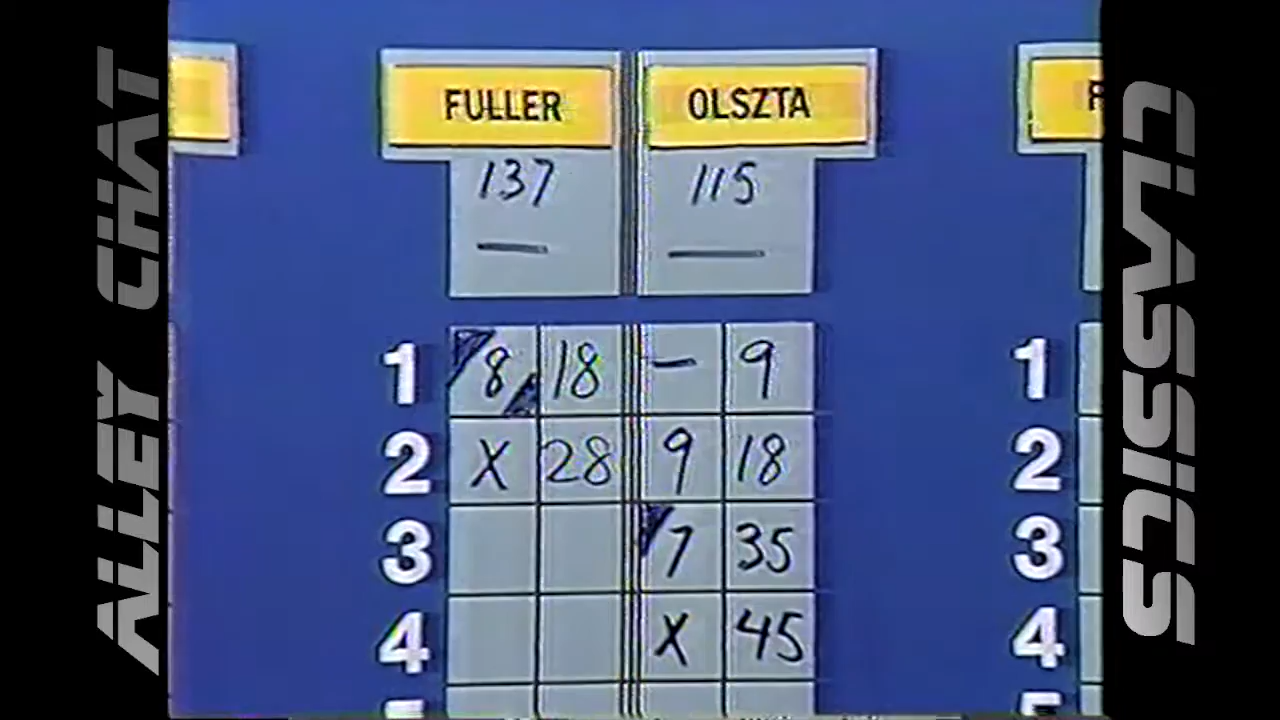 ALLEY CHAT
FULLER OLSZTA
137 115
— —
1 8 18 - 9 1
2 X 28 9 18 2
3 7 35 3
4 X 45 4
CLASSICS